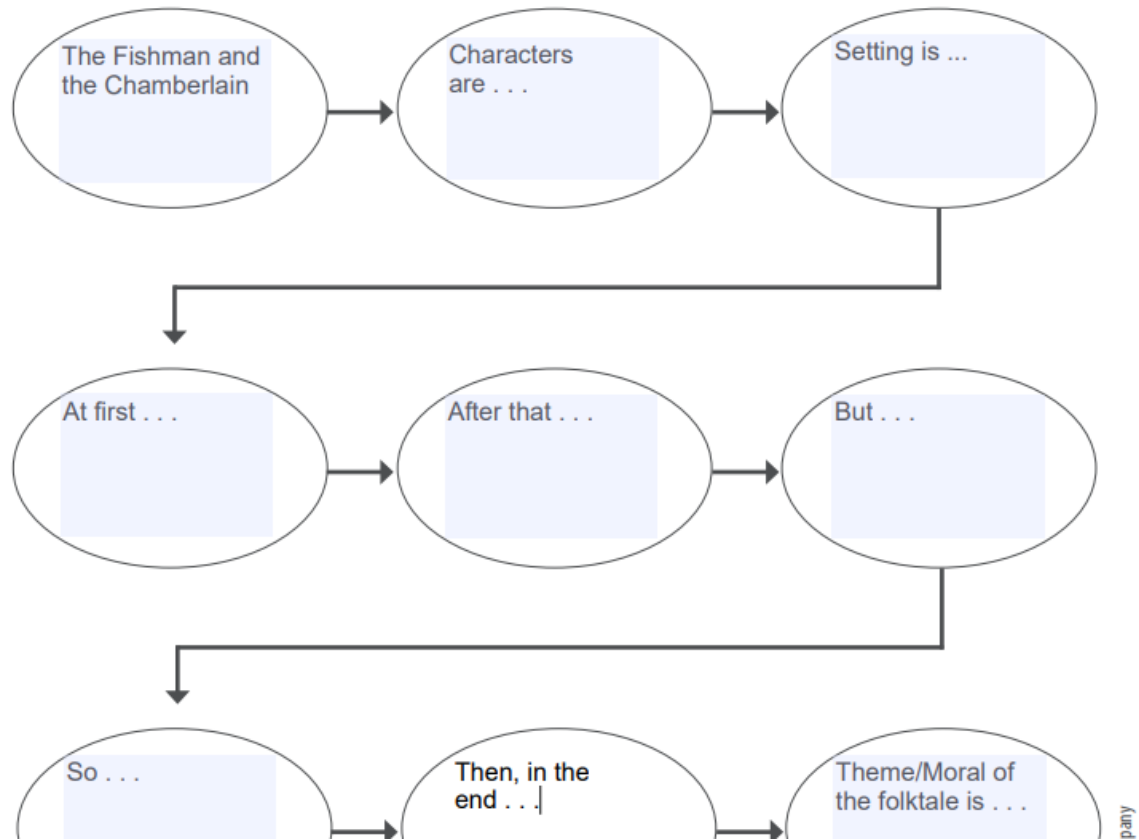 The Fishman and
the Chamberlain
Characters
are . . .
Setting is ...
At first . . .
After that . . .
But . . .
So . . .
Then, in the
end . . .
Theme/Moral of
the folktale is . . .
pany